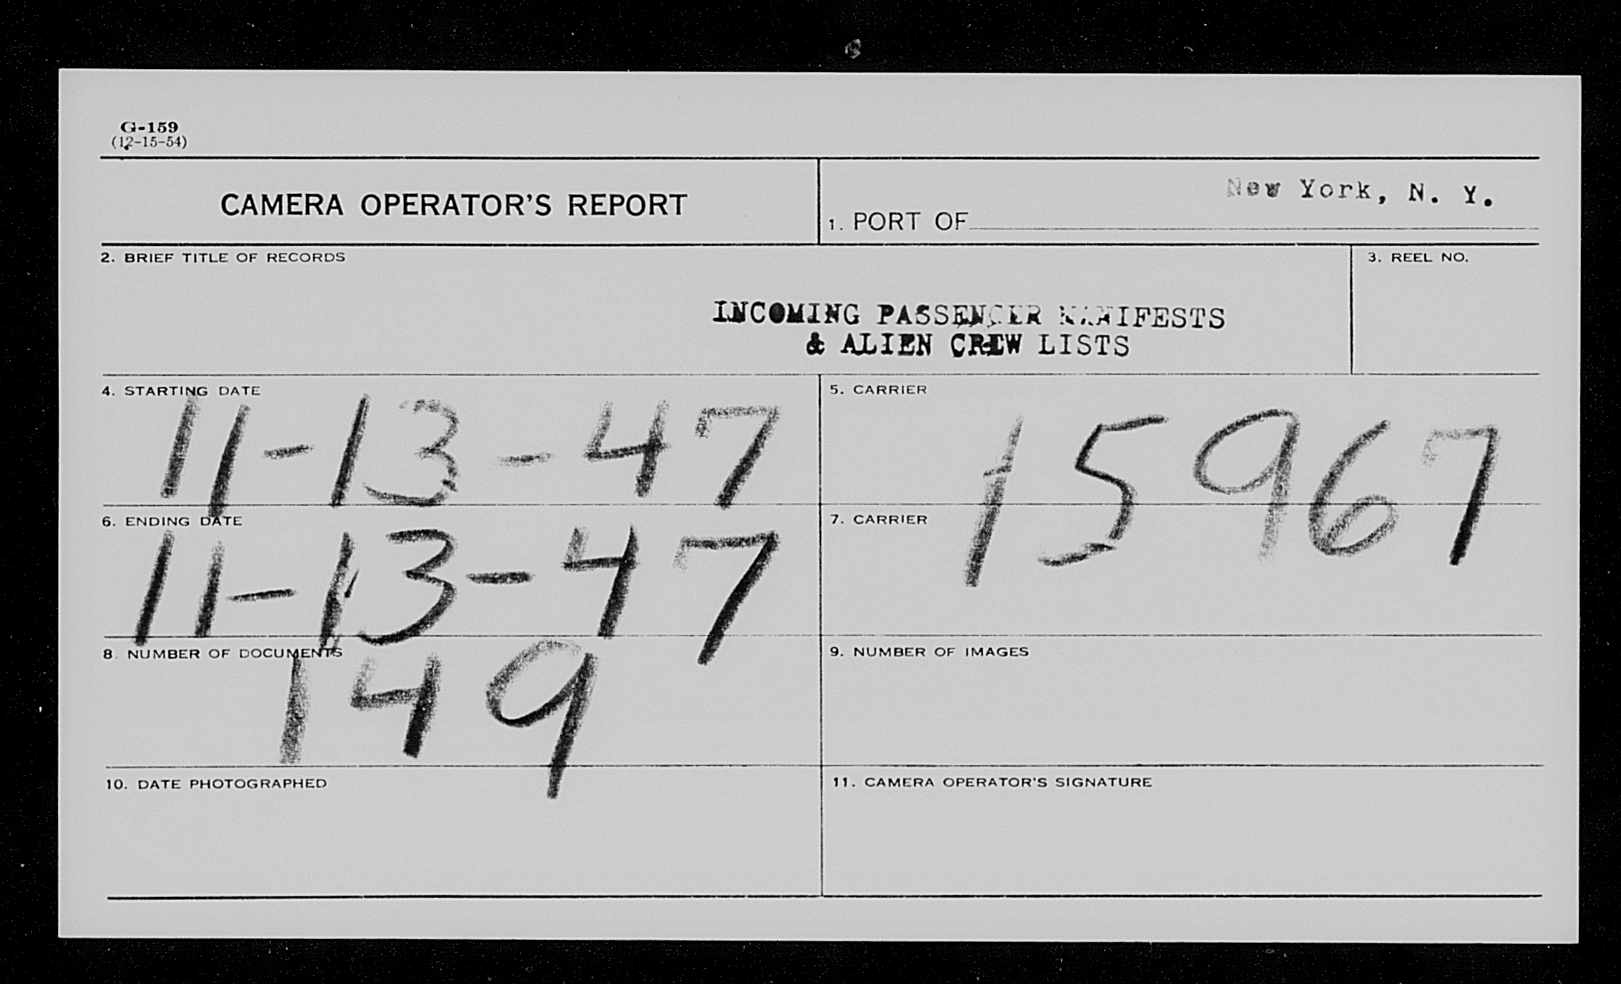 G-159
(12-15-54)
CAMERA OPERATOR'S REPORT
1. PORT OF New York, N. Y.
2. BRIEF TITLE OF RECORDS
3. REEL NO.
INCOMING PASSENGER MANIFESTS
& ALIEN CREW LISTS
4. STARTING DATE
11-13-47
5. CARRIER
15967
6. ENDING DATE
11-13-47
7. CARRIER
8. NUMBER OF DOCUMENTS
149
9. NUMBER OF IMAGES
10. DATE PHOTOGRAPHED
11. CAMERA OPERATOR'S SIGNATURE